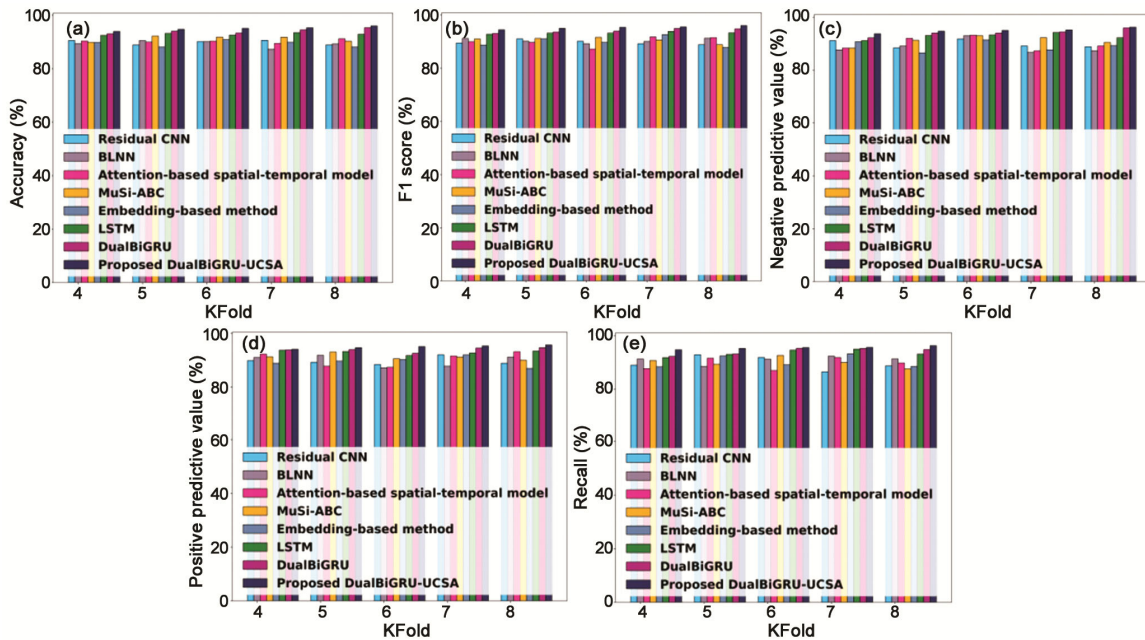 (a)
100
80
60
40
20
0
Accuracy (%)
Residual CNN
BLNN
Attention-based spatial-temporal model
MuSi-ABC
Embedding-based method
LSTM
DualBiGRU
Proposed DualBiGRU-UCSA
4 5 6 7 8
KFold
(b)
100
80
60
40
20
0
F1 score (%)
Residual CNN
BLNN
Attention-based spatial-temporal model
MuSi-ABC
Embedding-based method
LSTM
DualBiGRU
Proposed DualBiGRU-UCSA
4 5 6 7 8
KFold
(c)
100
80
60
40
20
0
Negative predictive value (%)
Residual CNN
BLNN
Attention-based spatial-temporal model
MuSi-ABC
Embedding-based method
LSTM
DualBiGRU
Proposed DualBiGRU-UCSA
4 5 6 7 8
KFold
(d)
100
80
60
40
20
0
Positive predictive value (%)
Residual CNN
BLNN
Attention-based spatial-temporal model
MuSi-ABC
Embedding-based method
LSTM
DualBiGRU
Proposed DualBiGRU-UCSA
4 5 6 7 8
KFold
(e)
100
80
60
40
20
0
Recall (%)
Residual CNN
BLNN
Attention-based spatial-temporal model
MuSi-ABC
Embedding-based method
LSTM
DualBiGRU
Proposed DualBiGRU-UCSA
4 5 6 7 8
KFold